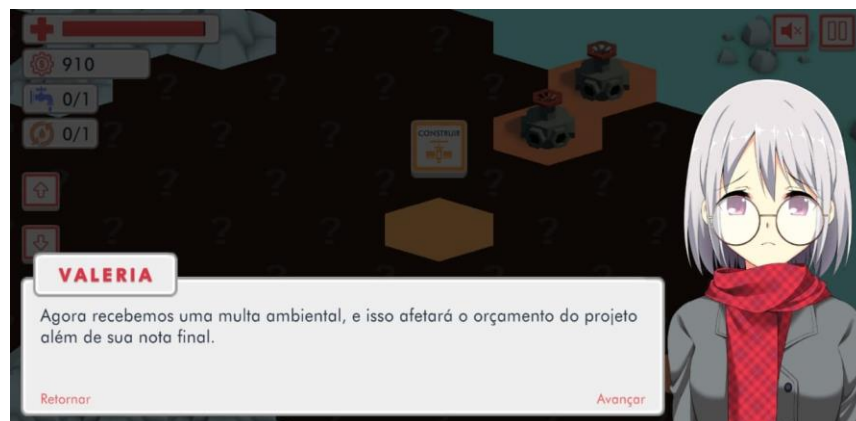 910
0/1
0/1
CONSTRUIR
VALERIA
Agora recebemos uma multa ambiental, e isso afetará o orçamento do projeto
além de sua nota final.
Retornar
Avançar